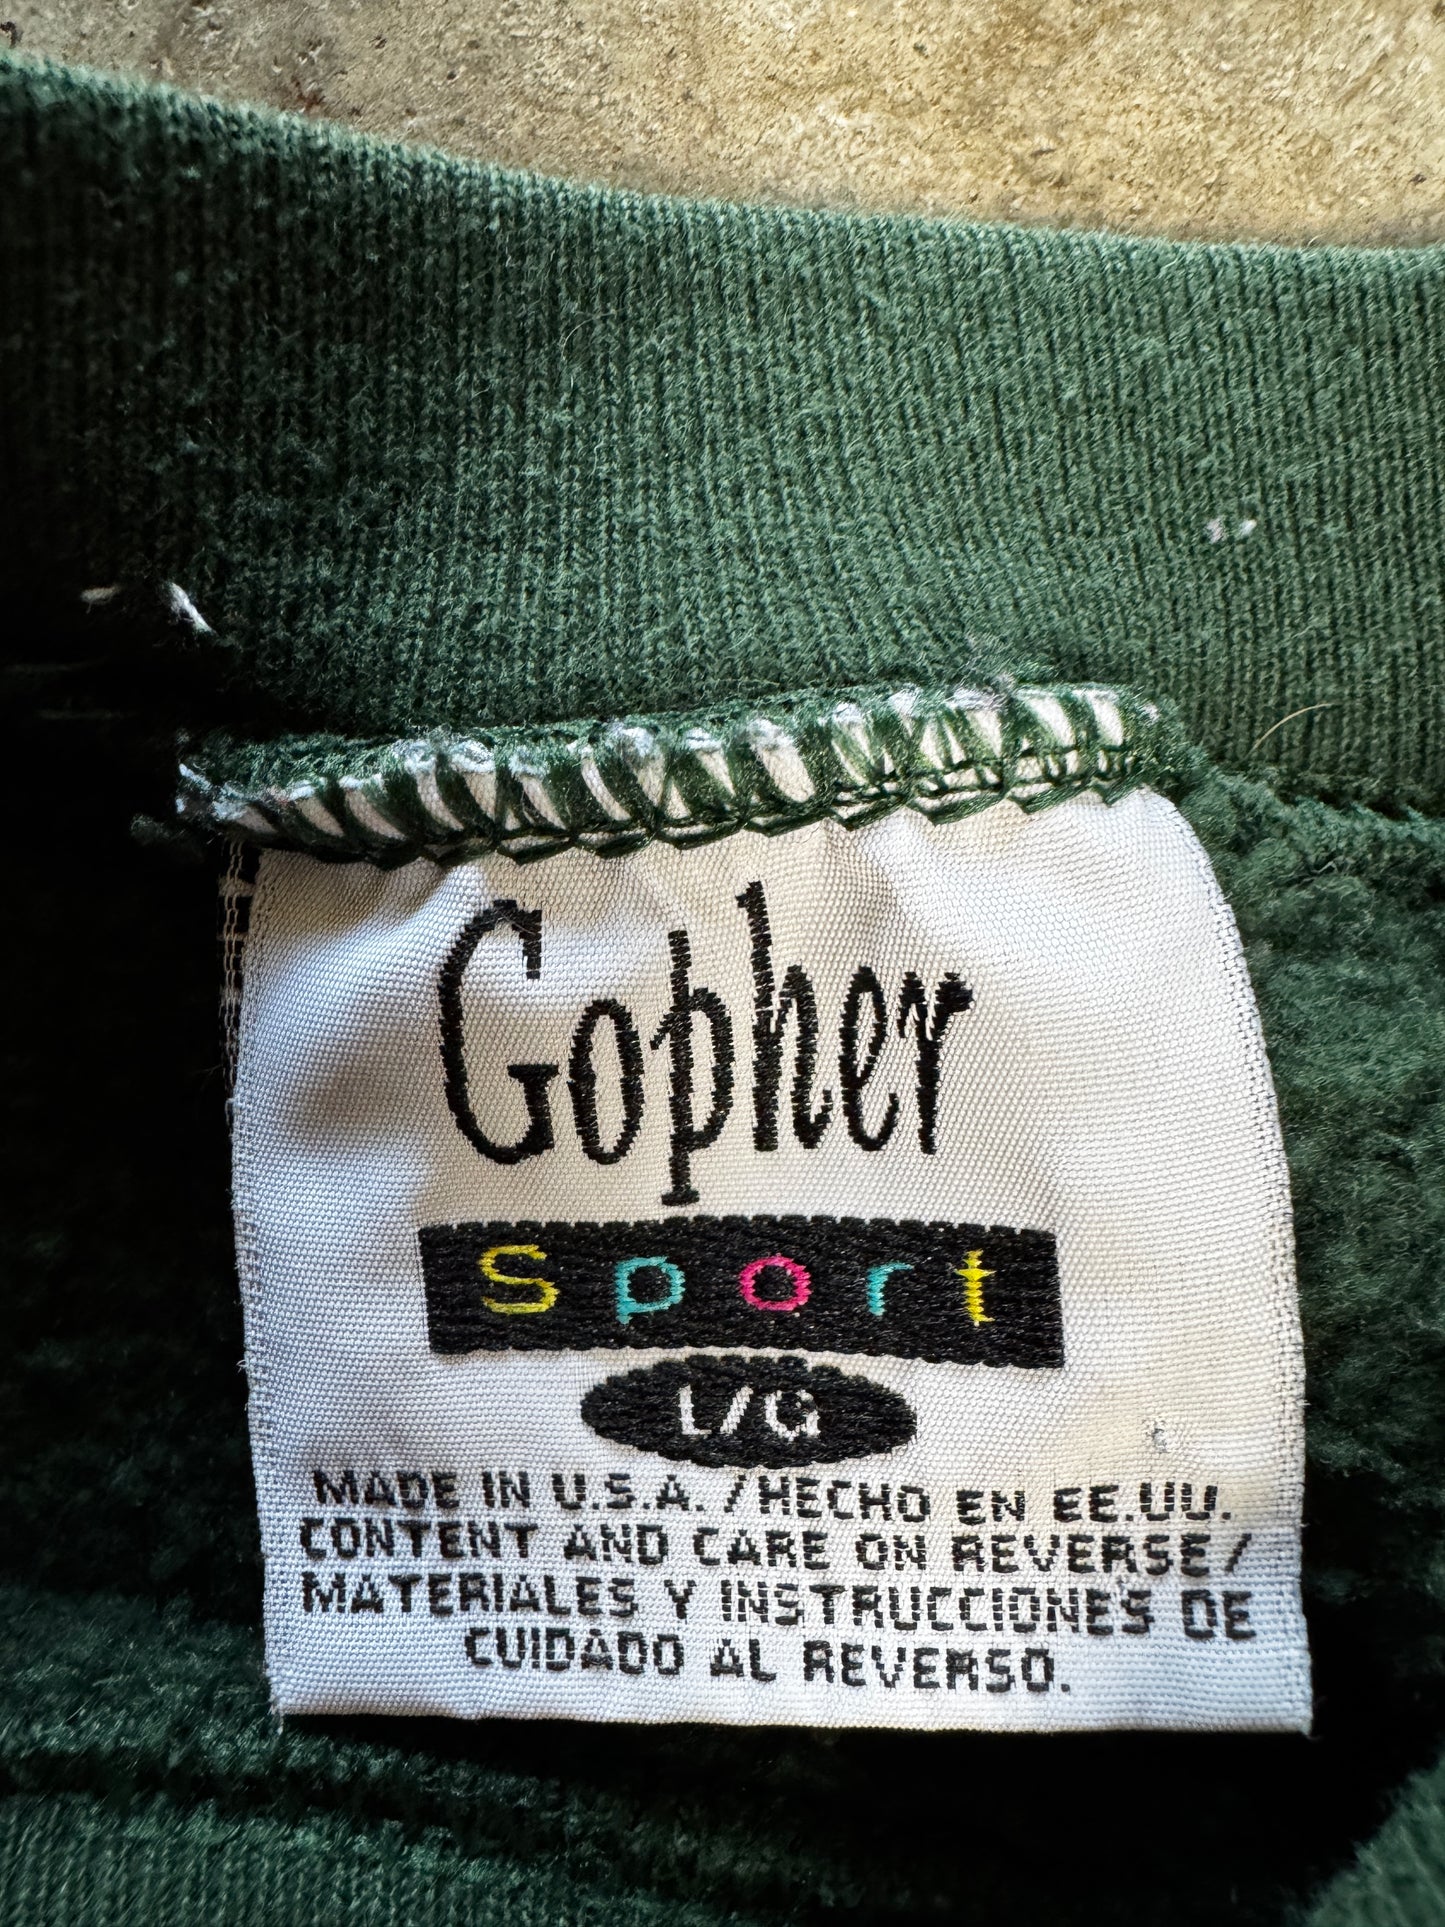 Gopher
Sport
L/G
MADE IN U.S.A. / HECHO EN EE.UU.
CONTENT AND CARE ON REVERSE/
MATERIALES Y INSTRUCCIONES DE
CUIDADO AL REVERSO.